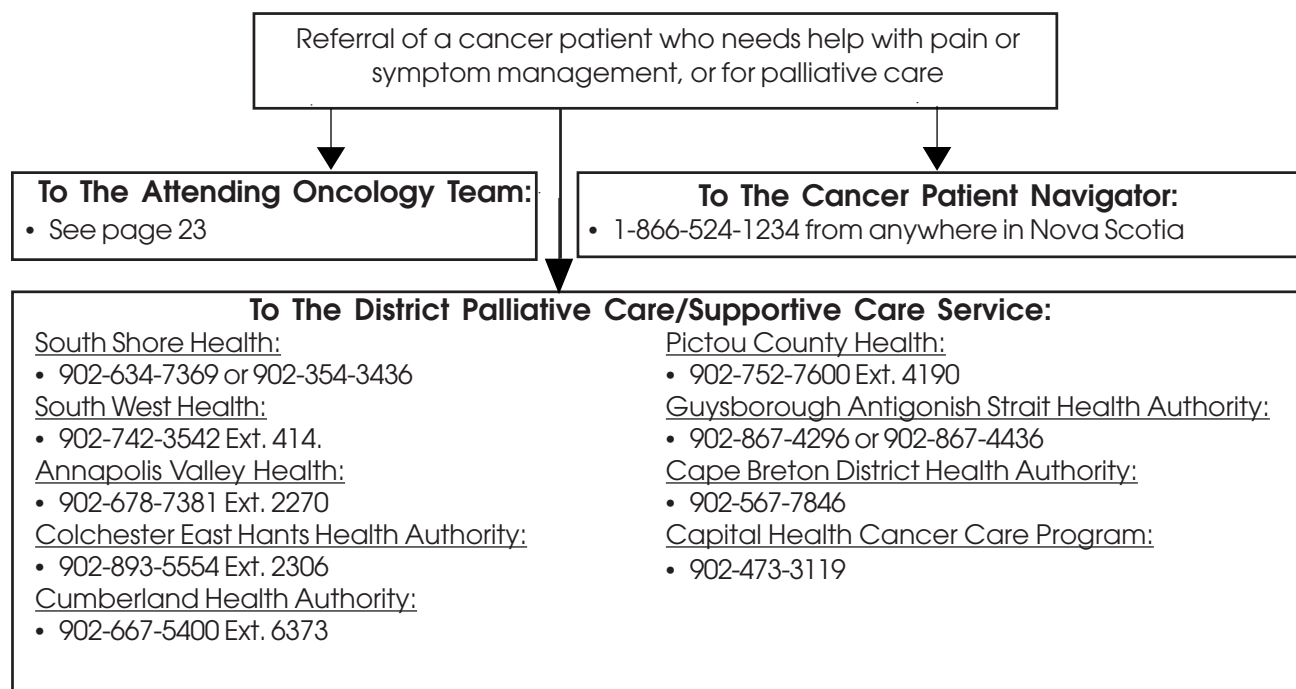 Referral of a cancer patient who needs help with pain or
symptom management, or for palliative care
To The Attending Oncology Team:
• See page 23
To The Cancer Patient Navigator:
• 1-866-524-1234 from anywhere in Nova Scotia
To The District Palliative Care/Supportive Care Service:
South Shore Health:
• 902-634-7369 or 902-354-3436
South West Health:
• 902-742-3542 Ext. 414.
Annapolis Valley Health:
• 902-678-7381 Ext. 2270
Colchester East Hants Health Authority:
• 902-893-5554 Ext. 2306
Cumberland Health Authority:
• 902-667-5400 Ext. 6373
Pictou County Health:
• 902-752-7600 Ext. 4190
Guysborough Antigonish Strait Health Authority:
• 902-867-4296 or 902-867-4436
Cape Breton District Health Authority:
• 902-567-7846
Capital Health Cancer Care Program:
• 902-473-3119